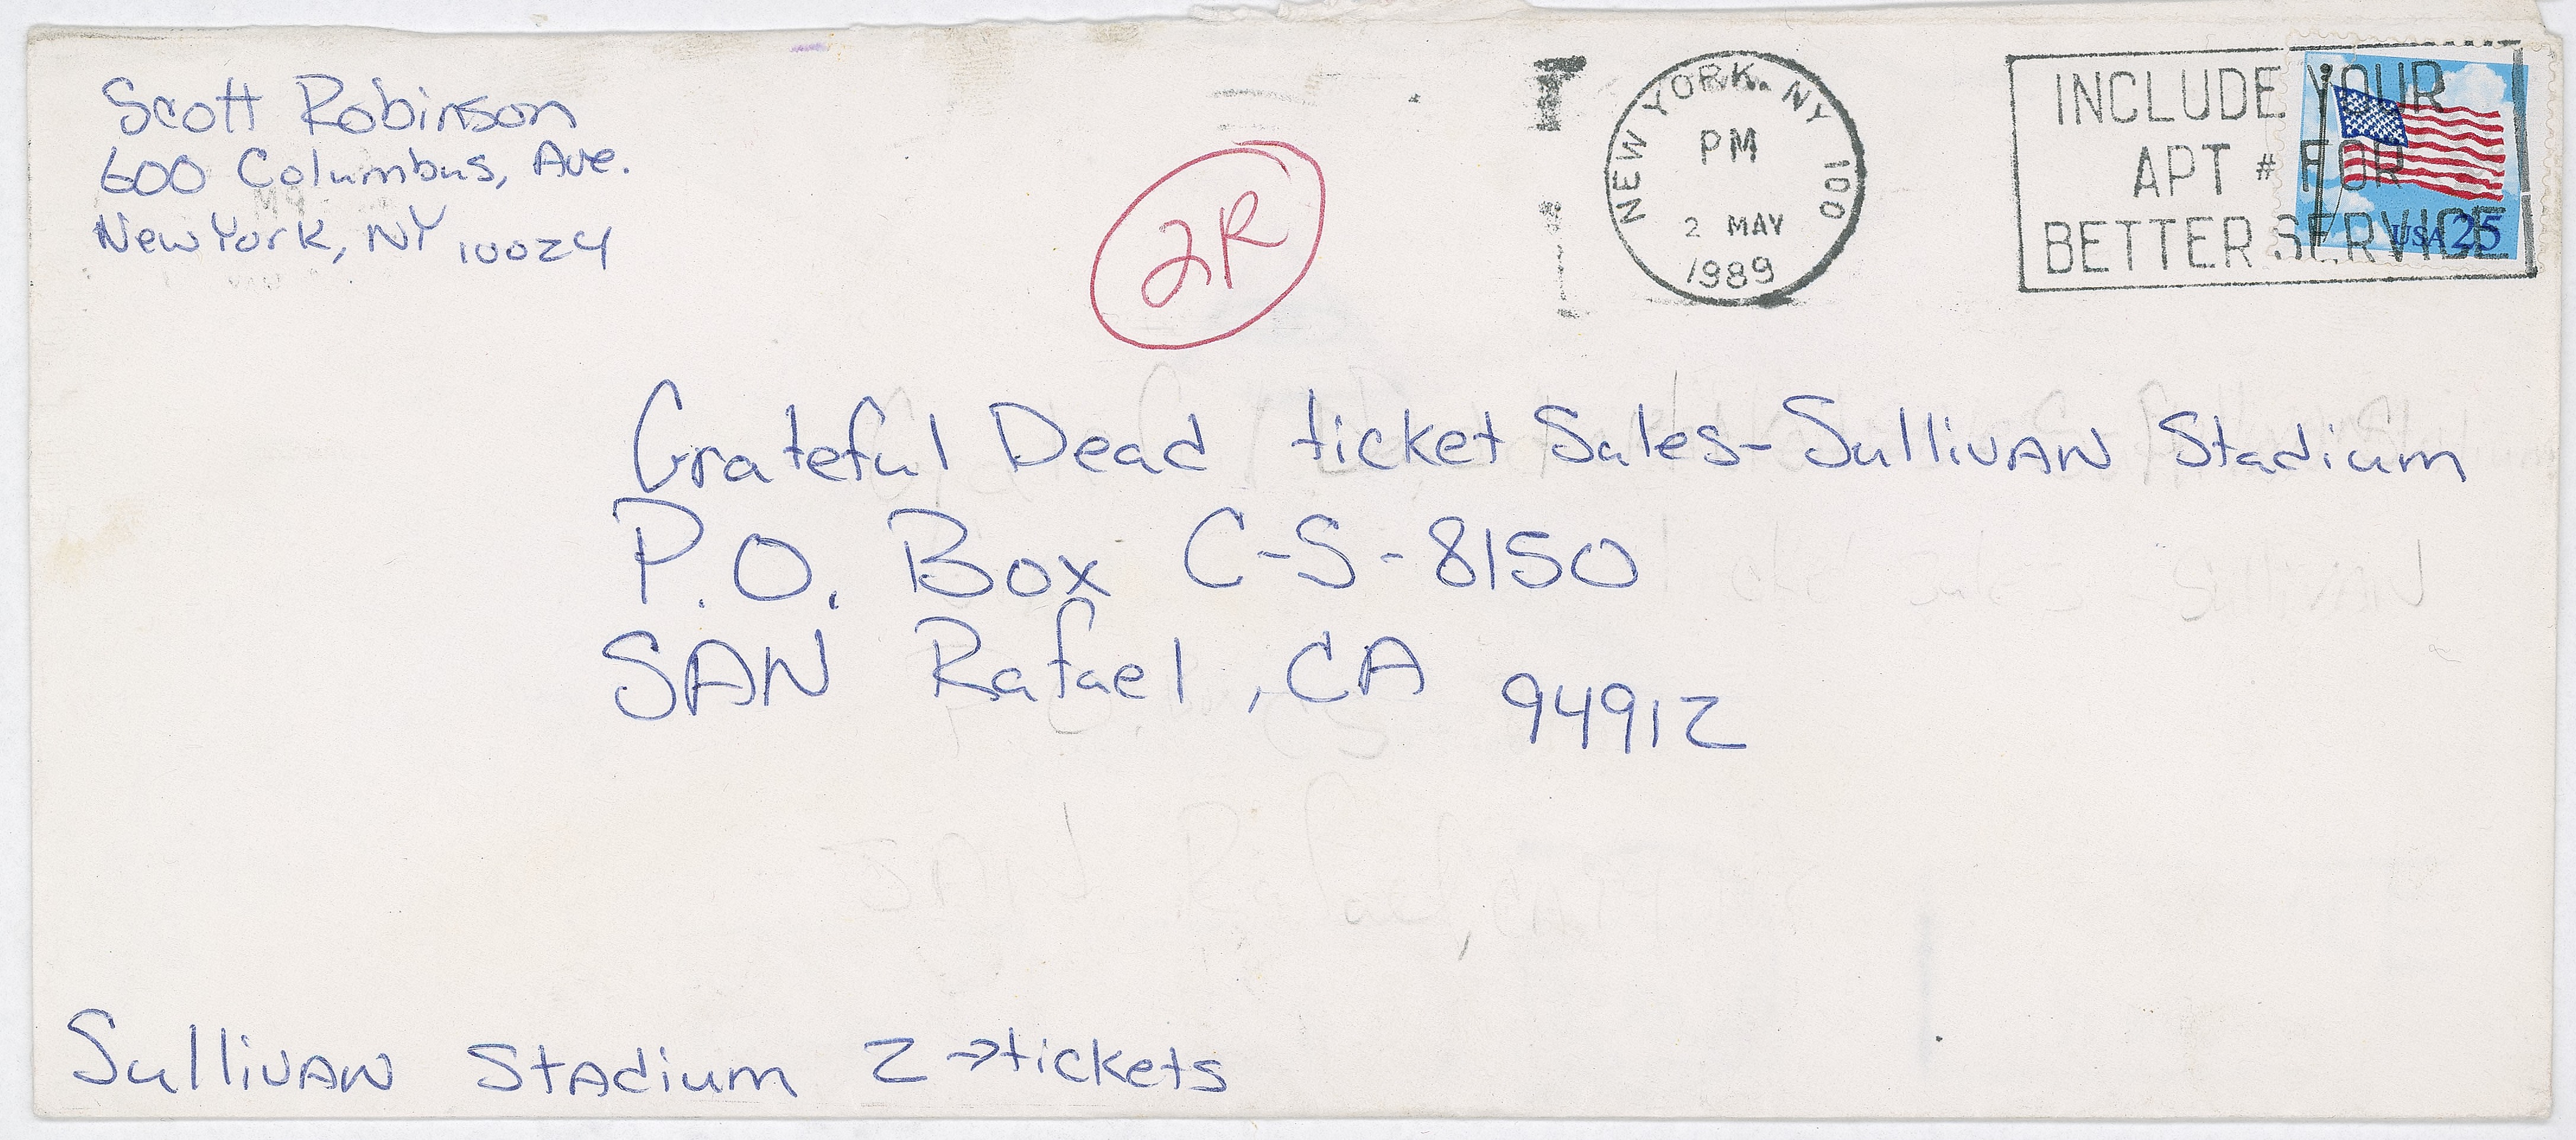 Scott Robinson
600 Columbus, Ave.
New York, NY 10024
2R
NEW YORK, NY 100
PM
2 MAY
1989
INCLUDE YOUR
APT # FOR
BETTER SERVICE
USA 25
Grateful Dead ticket Sales-Sullivan Stadium
P.O. Box C-S-8150
SAN Rafael, CA 94912
Sullivan Stadium 2→tickets